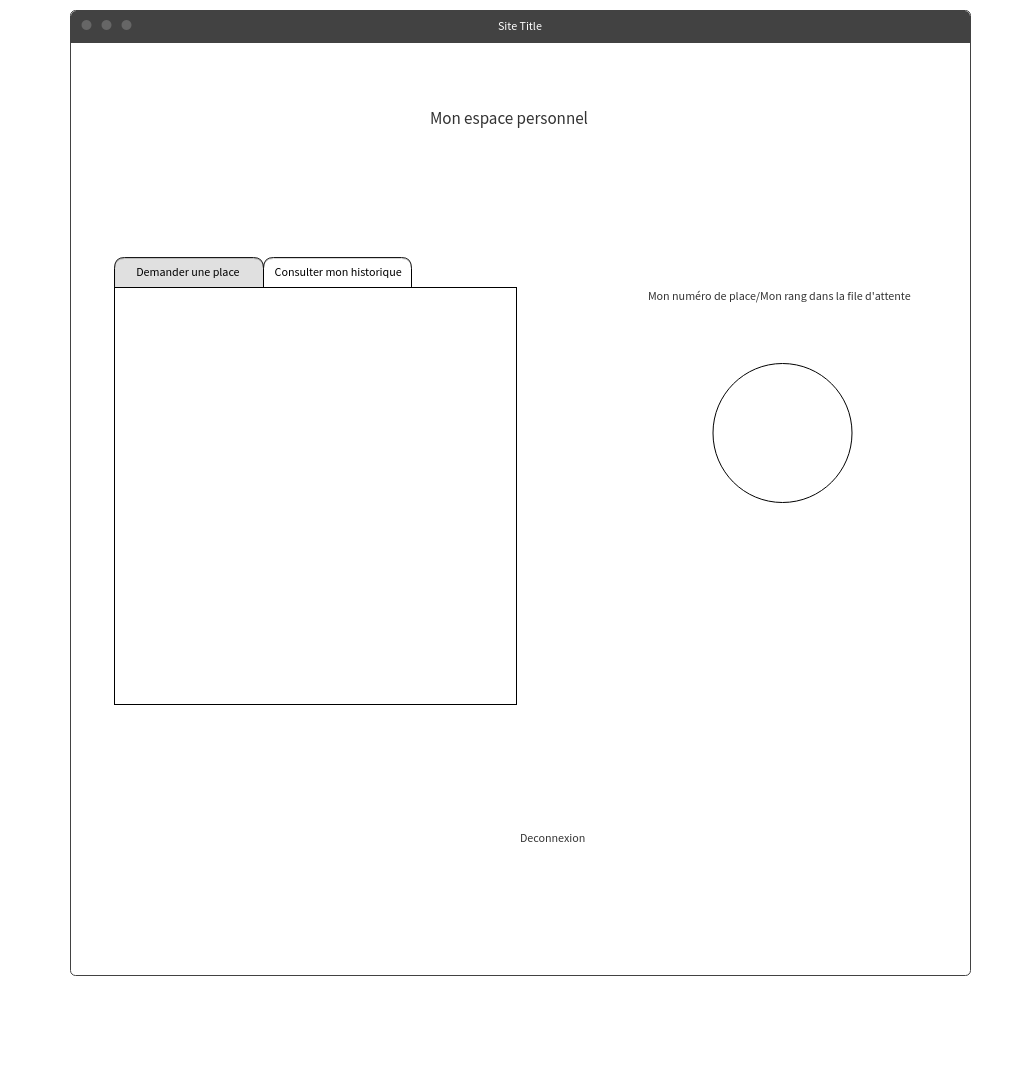 Site Title
Mon espace personnel
Demander une place
Consulter mon historique
Mon numéro de place/Mon rang dans la file d'attente
Deconnexion